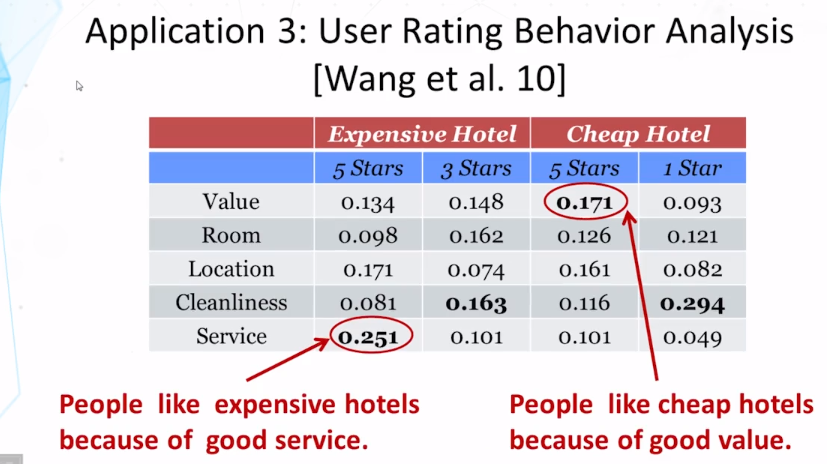 Application 3: User Rating Behavior Analysis
[Wang et al. 10]
Expensive Hotel Cheap Hotel
5 Stars 3 Stars 5 Stars 1 Star
Value 0.134 0.148 0.171 0.093
Room 0.098 0.162 0.126 0.121
Location 0.171 0.074 0.161 0.082
Cleanliness 0.081 0.163 0.116 0.294
Service 0.251 0.101 0.101 0.049
People like expensive hotels
because of good service.
People like cheap hotels
because of good value.